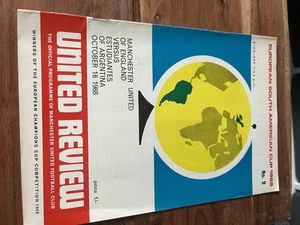 EUROPEAN SOUTH AMERICAN CUP 1968
No. 9
MANCHESTER UNITED
OF ENGLAND
VERSUS
ESTUDIANTES
OF ARGENTINA
OCTOBER 16 1968
price 1/-
UNITED REVIEW
THE OFFICIAL PROGRAMME OF MANCHESTER UNITED FOOTBALL CLUB
WINNERS OF THE EUROPEAN CHAMPIONS CUP COMPETITION 1968